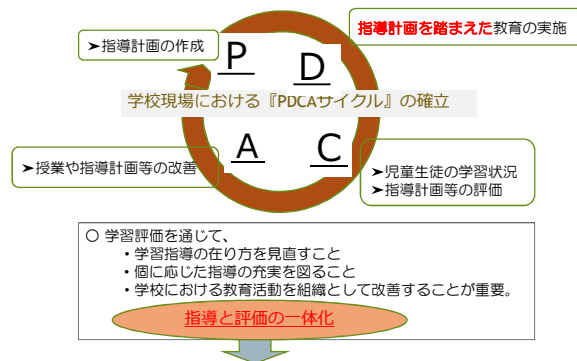 指導計画を踏まえた教育の実施
➤指導計画の作成
P
D
学校現場における『PDCAサイクル』の確立
A
C
➤授業や指導計画等の改善
➤児童生徒の学習状況
➤指導計画等の評価
○ 学習評価を通じて、
・学習指導の在り方を見直すこと
・個に応じた指導の充実を図ること
・学校における教育活動を組織として改善することが重要。
指導と評価の一体化